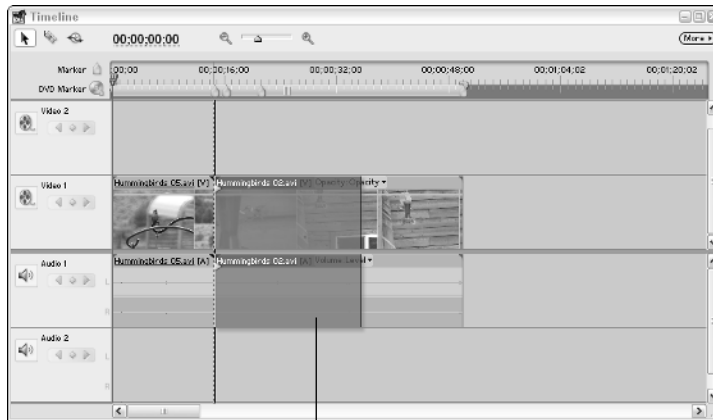 Timeline
00;00;00;00
More
Marker
00;00 00;00;16;00 00;00;32;00 00;00;48;00 00;01;04;02 00;01;20;02
DVD Marker
Video 2
Video 1
Hummingbirds 05.avi [V] Hummingbirds 02.avi [V] Opacity:Opacity
Audio 1
Hummingbirds 05.avi [A] Hummingbirds 02.avi [A] Volume:Level
L
R
Audio 2
L
R